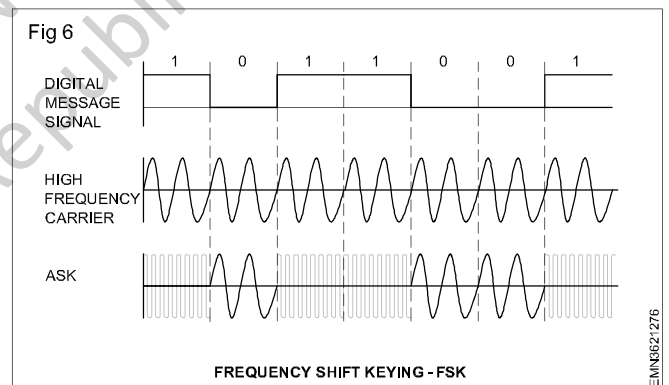 Fig 6
1 0 1 1 0 0 1
DIGITAL
MESSAGE
SIGNAL
HIGH
FREQUENCY
CARRIER
ASK
FREQUENCY SHIFT KEYING - FSK
EMN3621276
Republi